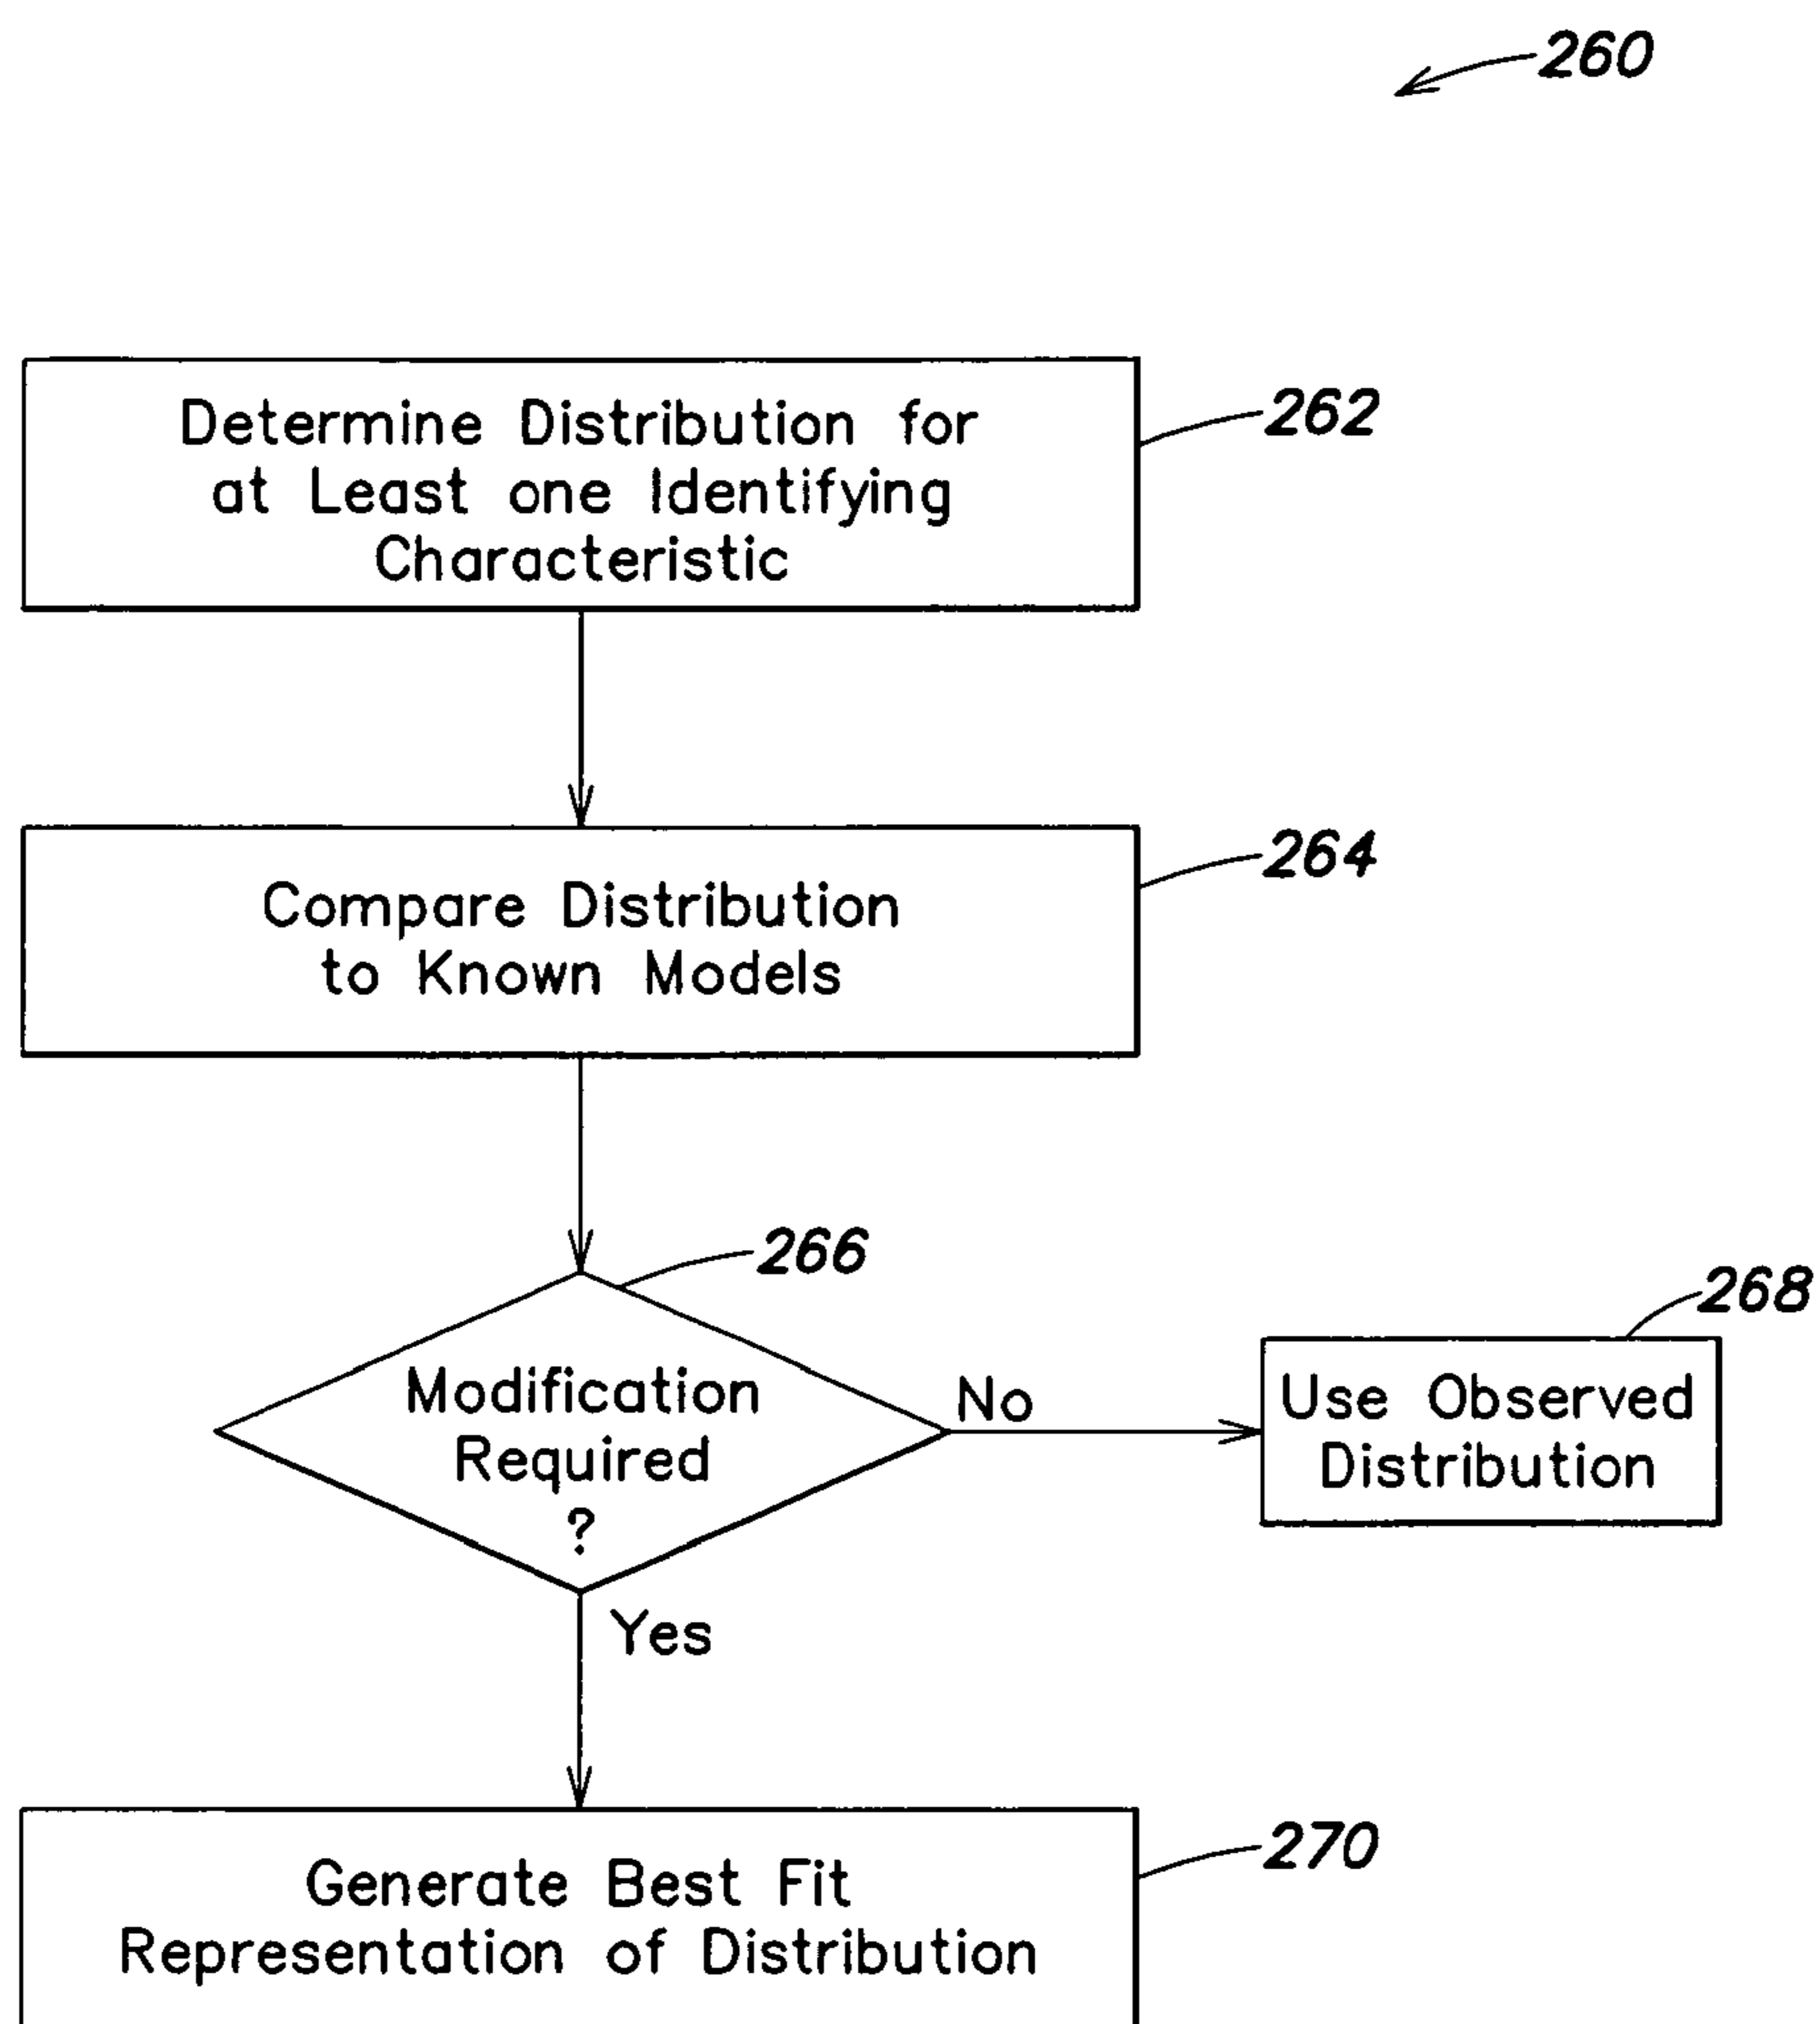 260
Determine Distribution for
at Least one Identifying
Characteristic
262
Compare Distribution
to Known Models
264
266
Modification
Required
?
No
268
Use Observed
Distribution
Yes
Generate Best Fit
Representation of Distribution
270